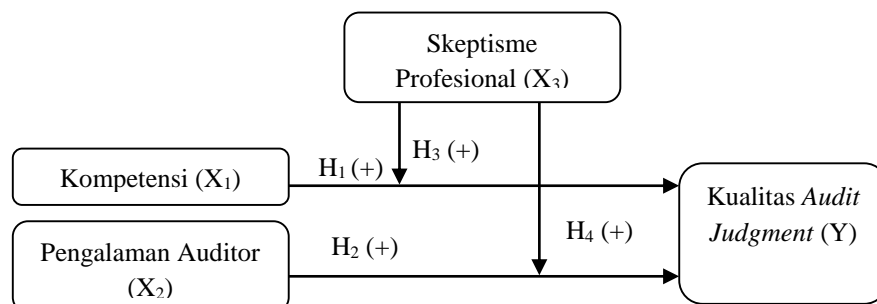 Skeptisme
Profesional (X₃)
H₃ (+)
H₁ (+)
Kompetensi (X₁)
Kualitas Audit
Judgment (Y)
H₄ (+)
H₂ (+)
Pengalaman Auditor
(X₂)